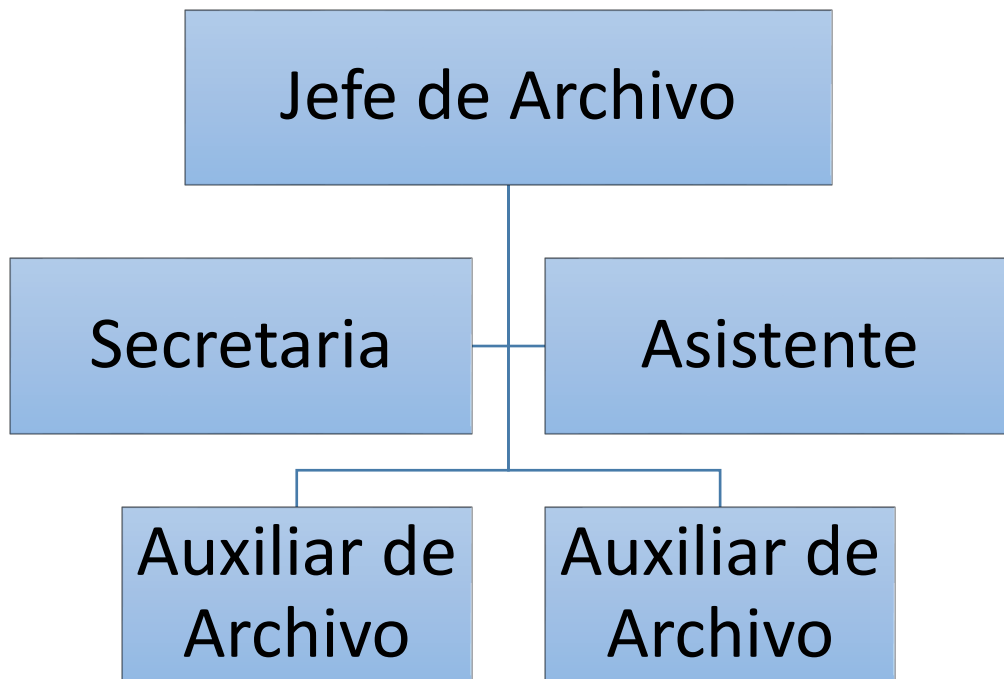 Jefe de Archivo
Secretaria
Asistente
Auxiliar de
Archivo
Auxiliar de
Archivo